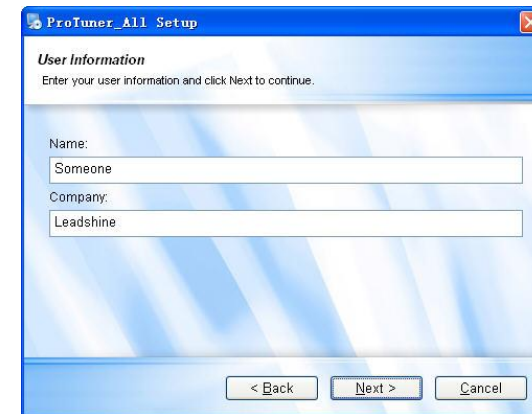 ProTuner_All Setup
User Information
Enter your user information and click Next to continue.
Name:
Someone
Company:
Leadshine
< Back Next > Cancel